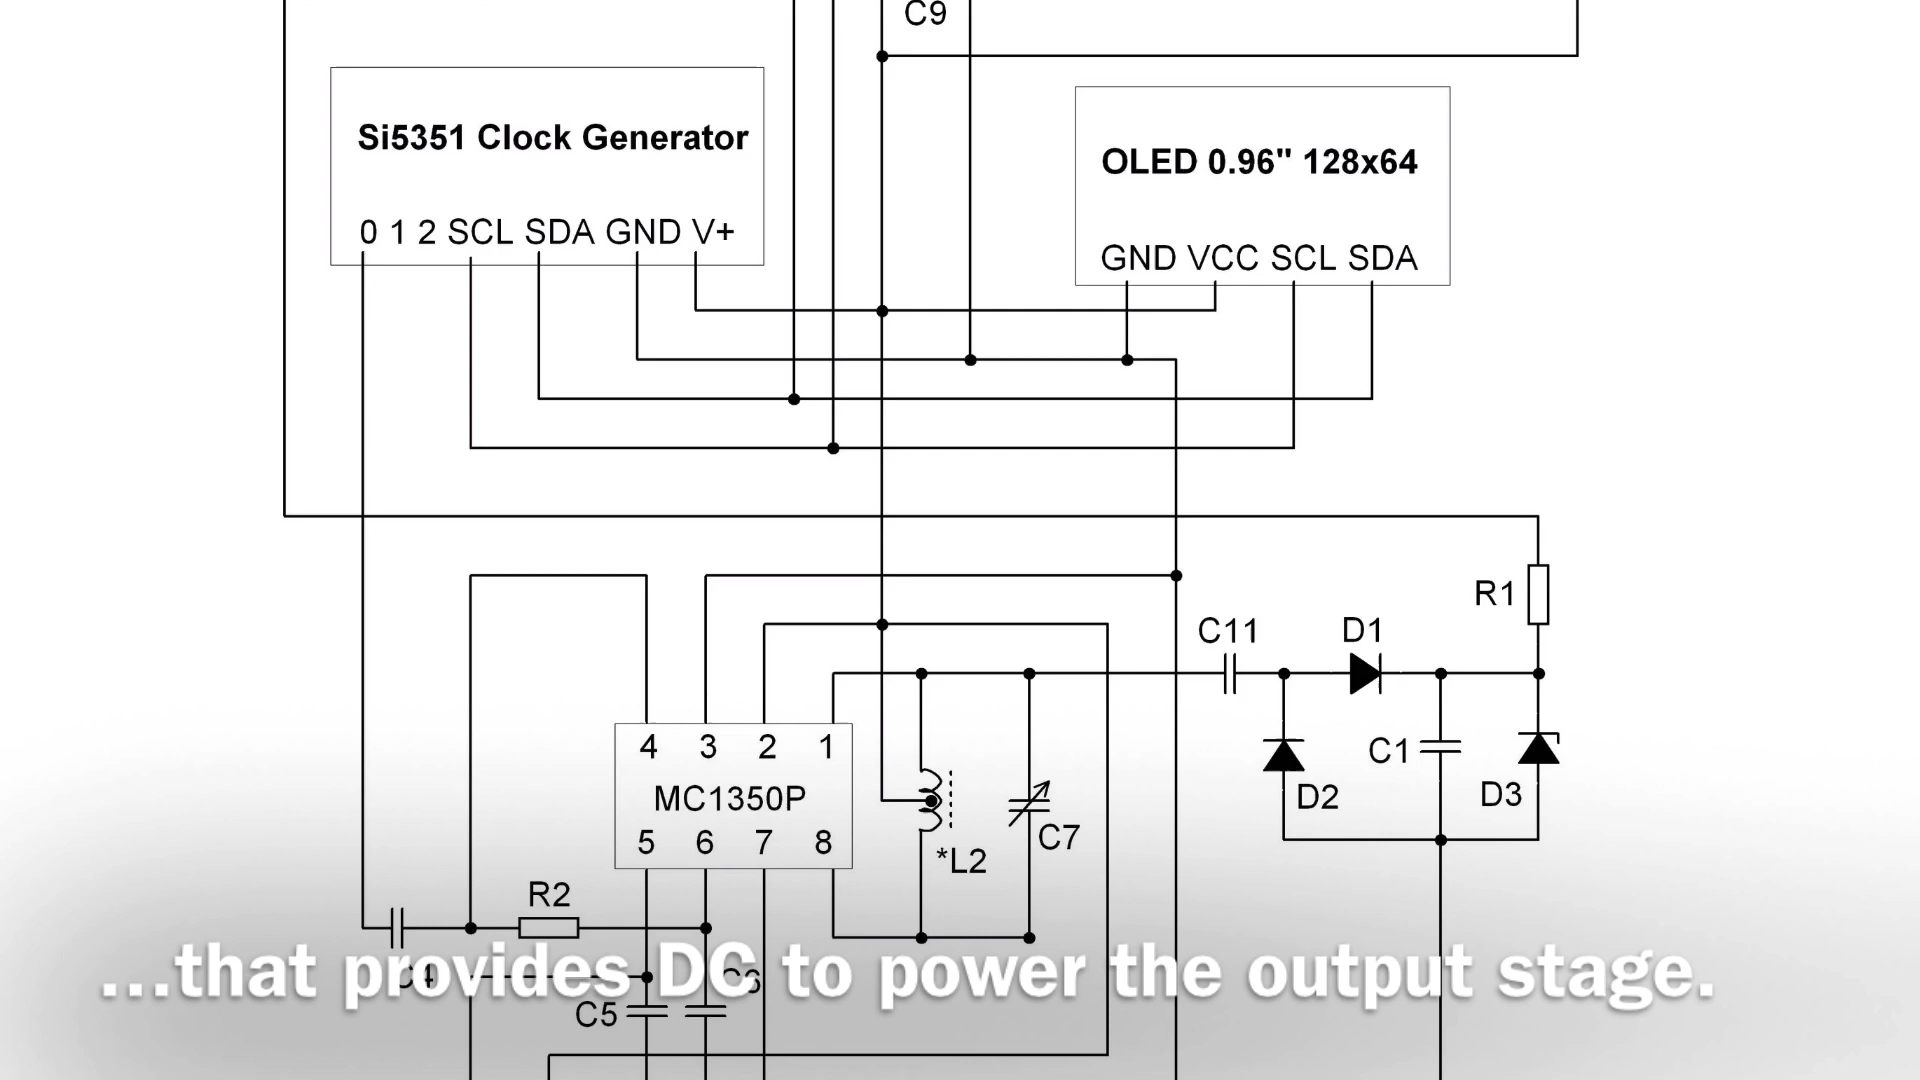 C9
Si5351 Clock Generator
0 1 2 SCL SDA GND V+
OLED 0.96" 128x64
GND VCC SCL SDA
R1
C11
D1
4 3 2 1
MC1350P
5 6 7 8
C1
D2
D3
C7
*L2
R2
C4
C6
...that provides DC to power the output stage.
C5